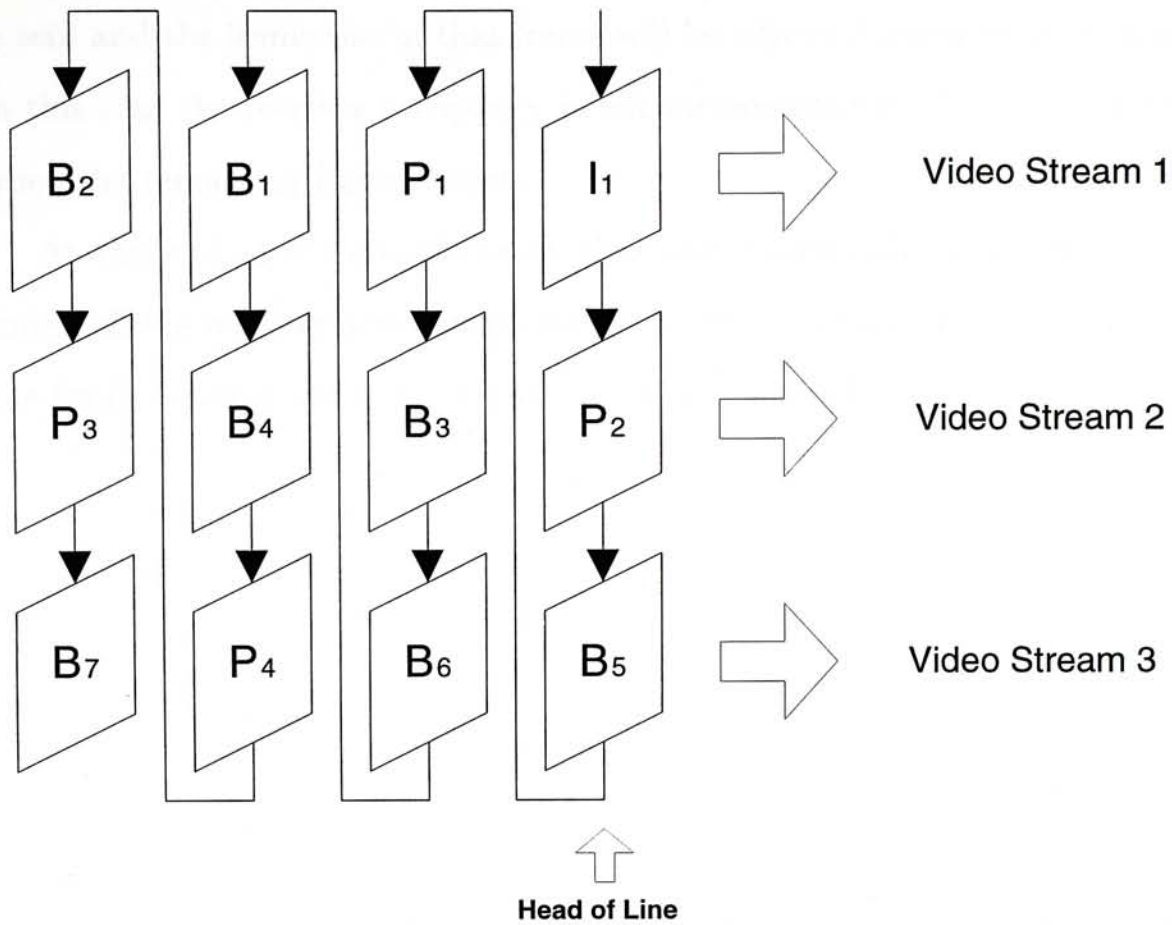 B2 B1 P1 I1 Video Stream 1
P3 B4 B3 P2 Video Stream 2
B7 P4 B6 B5 Video Stream 3
Head of Line